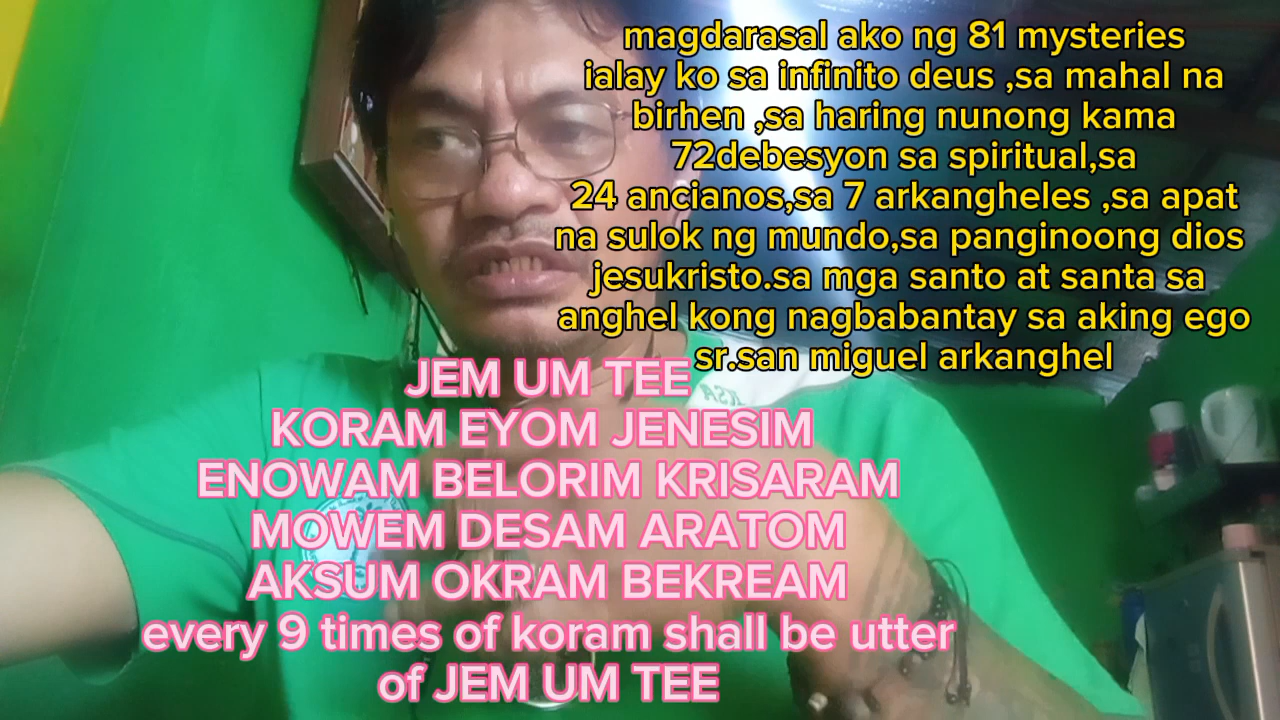 magdarasal ako ng 81 mysteries
ialay ko sa infinito deus ,sa mahal na
birhen ,sa haring nunong kama
72debesyon sa spiritual,sa
24 ancianos,sa 7 arkangheles ,sa apat
na sulok ng mundo,sa panginoong dios
jesukristo.sa mga santo at santa sa
anghel kong nagbabantay sa aking ego
sr.san miguel arkanghel
JEM UM TEE
KORAM EYOM JENESIM
ENOWAM BELORIM KRISARAM
MOWEM DESAM ARATOM
AKSUM OKRAM BEKREAM
every 9 times of koram shall be utter
of JEM UM TEE